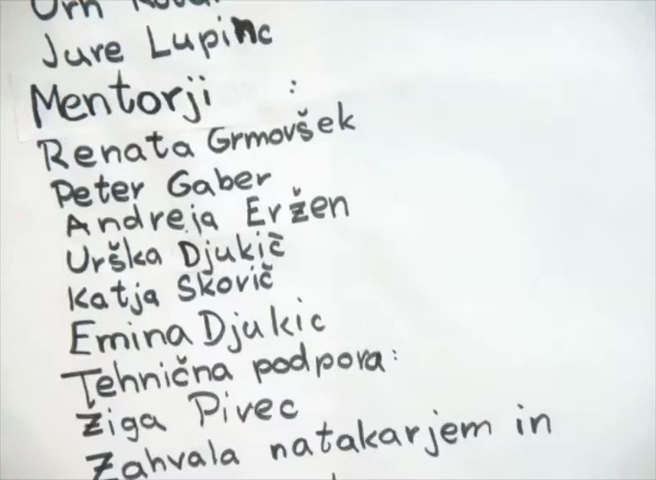 Jure Lupinc
Mentorji :
Renata Grmovšek
Peter Gaber
Andreja Eržen
Urška Djukič
Katja Skovič
Emina Djukic
Tehnična podpora:
Žiga Pivec
Zahvala natakarjem in